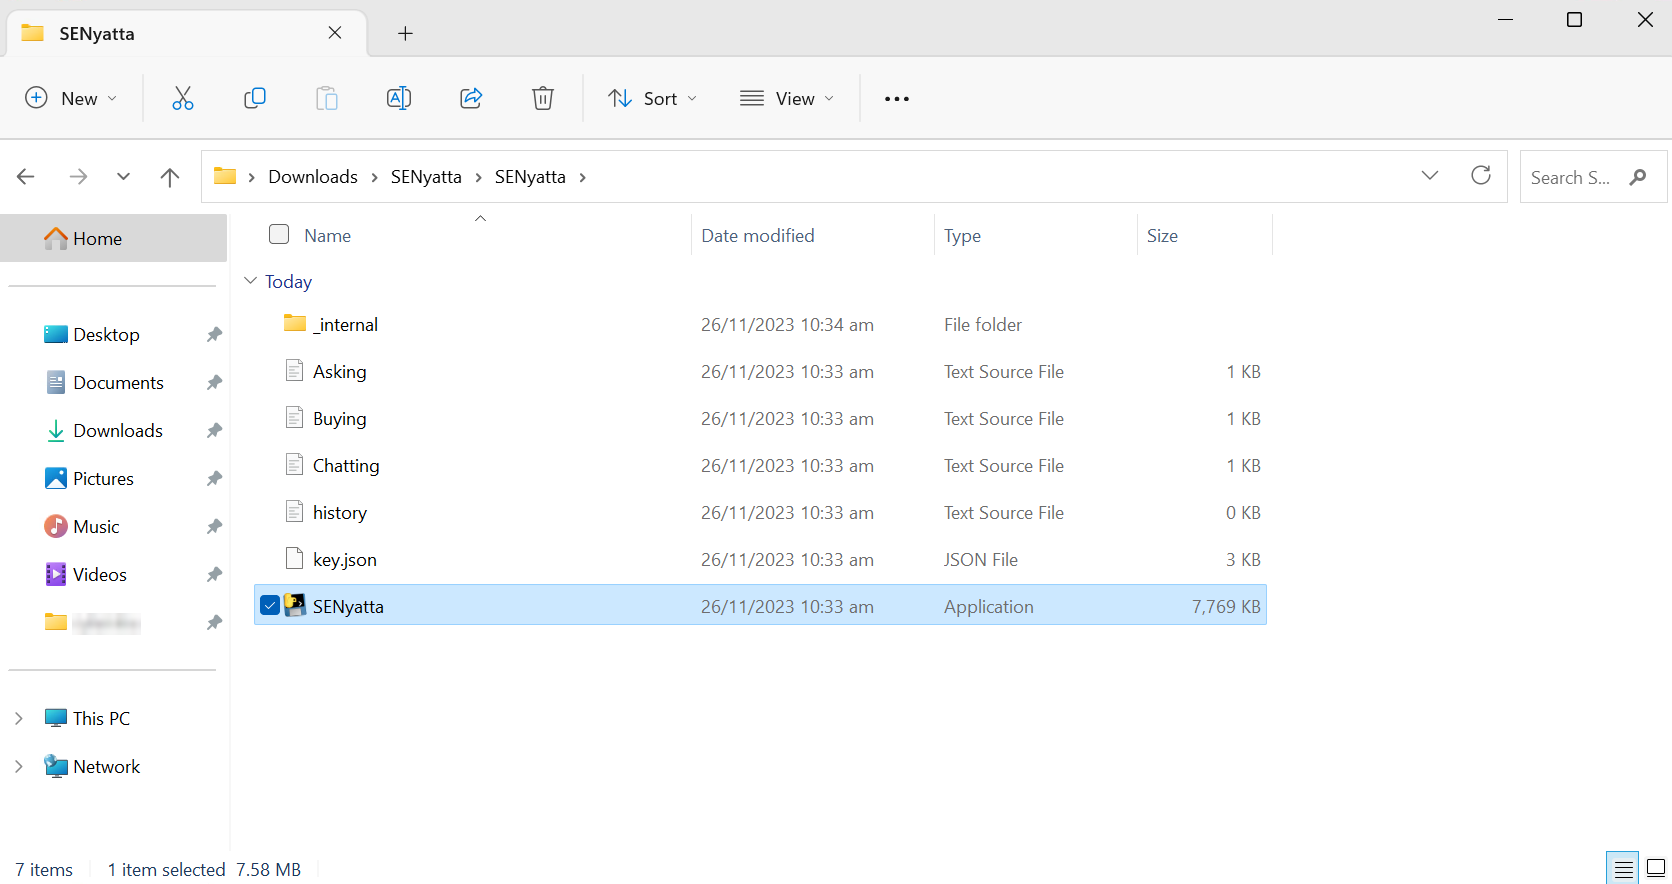 SENyatta
New
Sort
View
Downloads
SENyatta
SENyatta
Search S...
Home
Name
Date modified
Type
Size
Today
Desktop
Documents
Downloads
Pictures
Music
Videos
This PC
Network
_internal 26/11/2023 10:34 am File folder
Asking 26/11/2023 10:33 am Text Source File 1 KB
Buying 26/11/2023 10:33 am Text Source File 1 KB
Chatting 26/11/2023 10:33 am Text Source File 1 KB
history 26/11/2023 10:33 am Text Source File 0 KB
key.json 26/11/2023 10:33 am JSON File 3 KB
SENyatta 26/11/2023 10:33 am Application 7,769 KB
7 items 1 item selected 7.58 MB